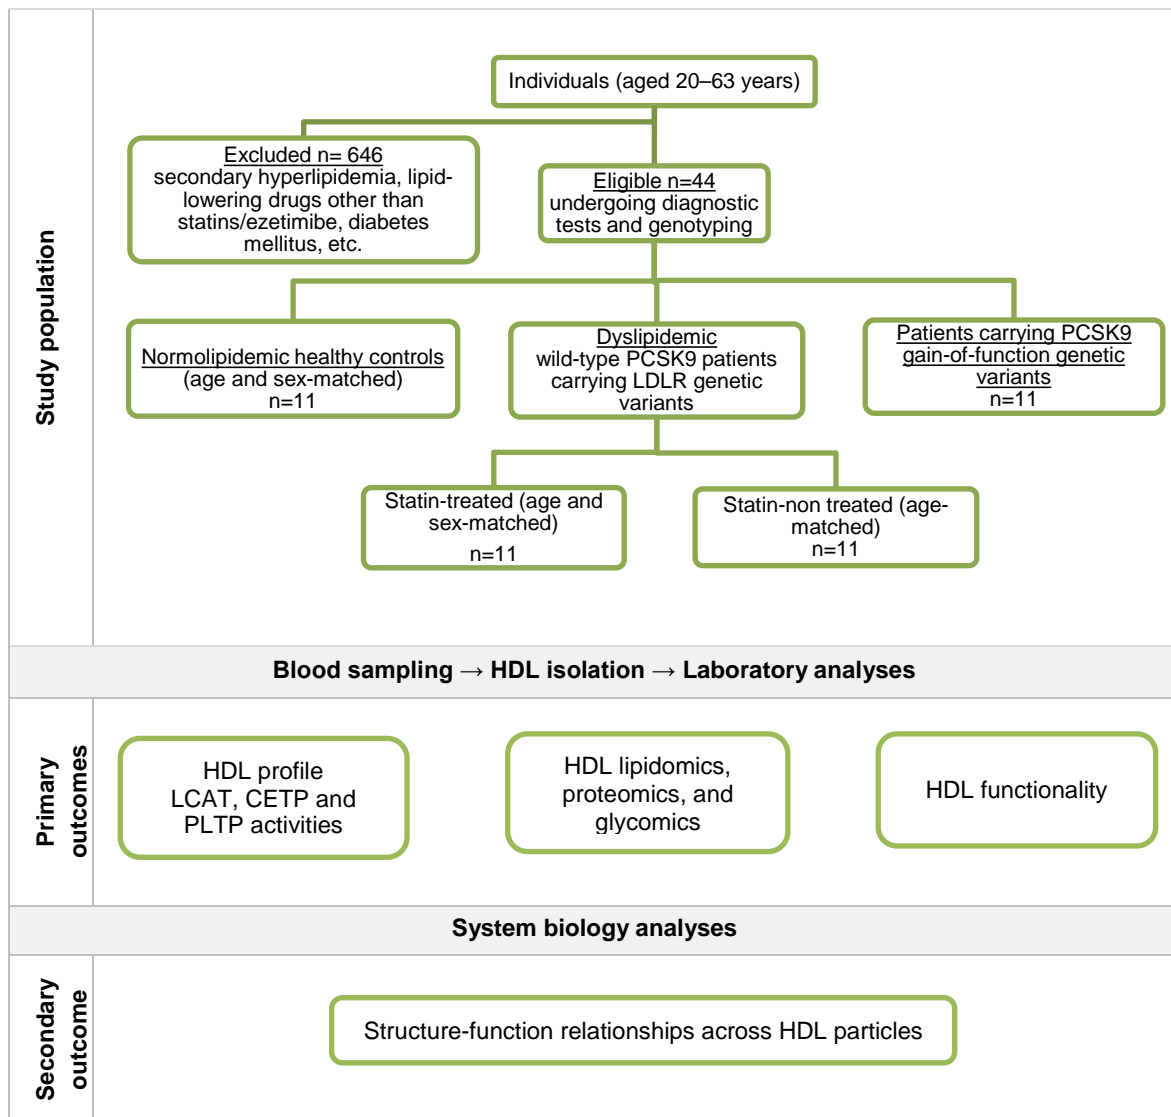 Study population
Individuals (aged 20–63 years)
Excluded n= 646
secondary hyperlipidemia, lipid-
lowering drugs other than
statins/ezetimibe, diabetes
mellitus, etc.
Eligible n=44
undergoing diagnostic
tests and genotyping
Normolipidemic healthy controls
(age and sex-matched)
n=11
Dyslipidemic
wild-type PCSK9 patients
carrying LDLR genetic
variants
Patients carrying PCSK9
gain-of-function genetic
variants
n=11
Statin-treated (age and
sex-matched)
n=11
Statin-non treated (age-
matched)
n=11
Blood sampling → HDL isolation → Laboratory analyses
Primary
outcomes
HDL profile
LCAT, CETP and
PLTP activities
HDL lipidomics,
proteomics, and
glycomics
HDL functionality
System biology analyses
Secondary
outcome
Structure-function relationships across HDL particles